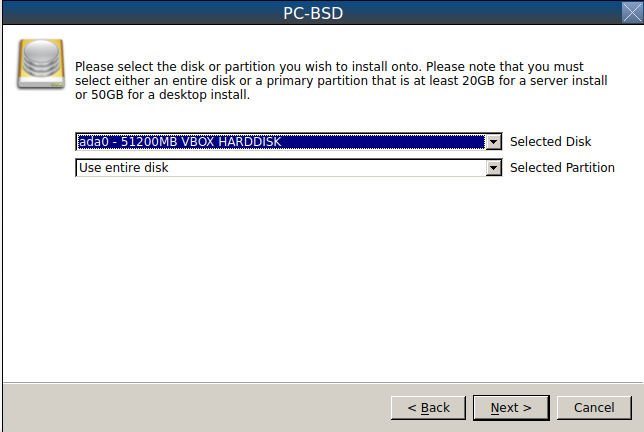 PC-BSD
Please select the disk or partition you wish to install onto. Please note that you must
select either an entire disk or a primary partition that is at least 20GB for a server install
or 50GB for a desktop install.
ada0 - 51200MB VBOX HARDDISK Selected Disk
Use entire disk Selected Partition
< Back Next > Cancel